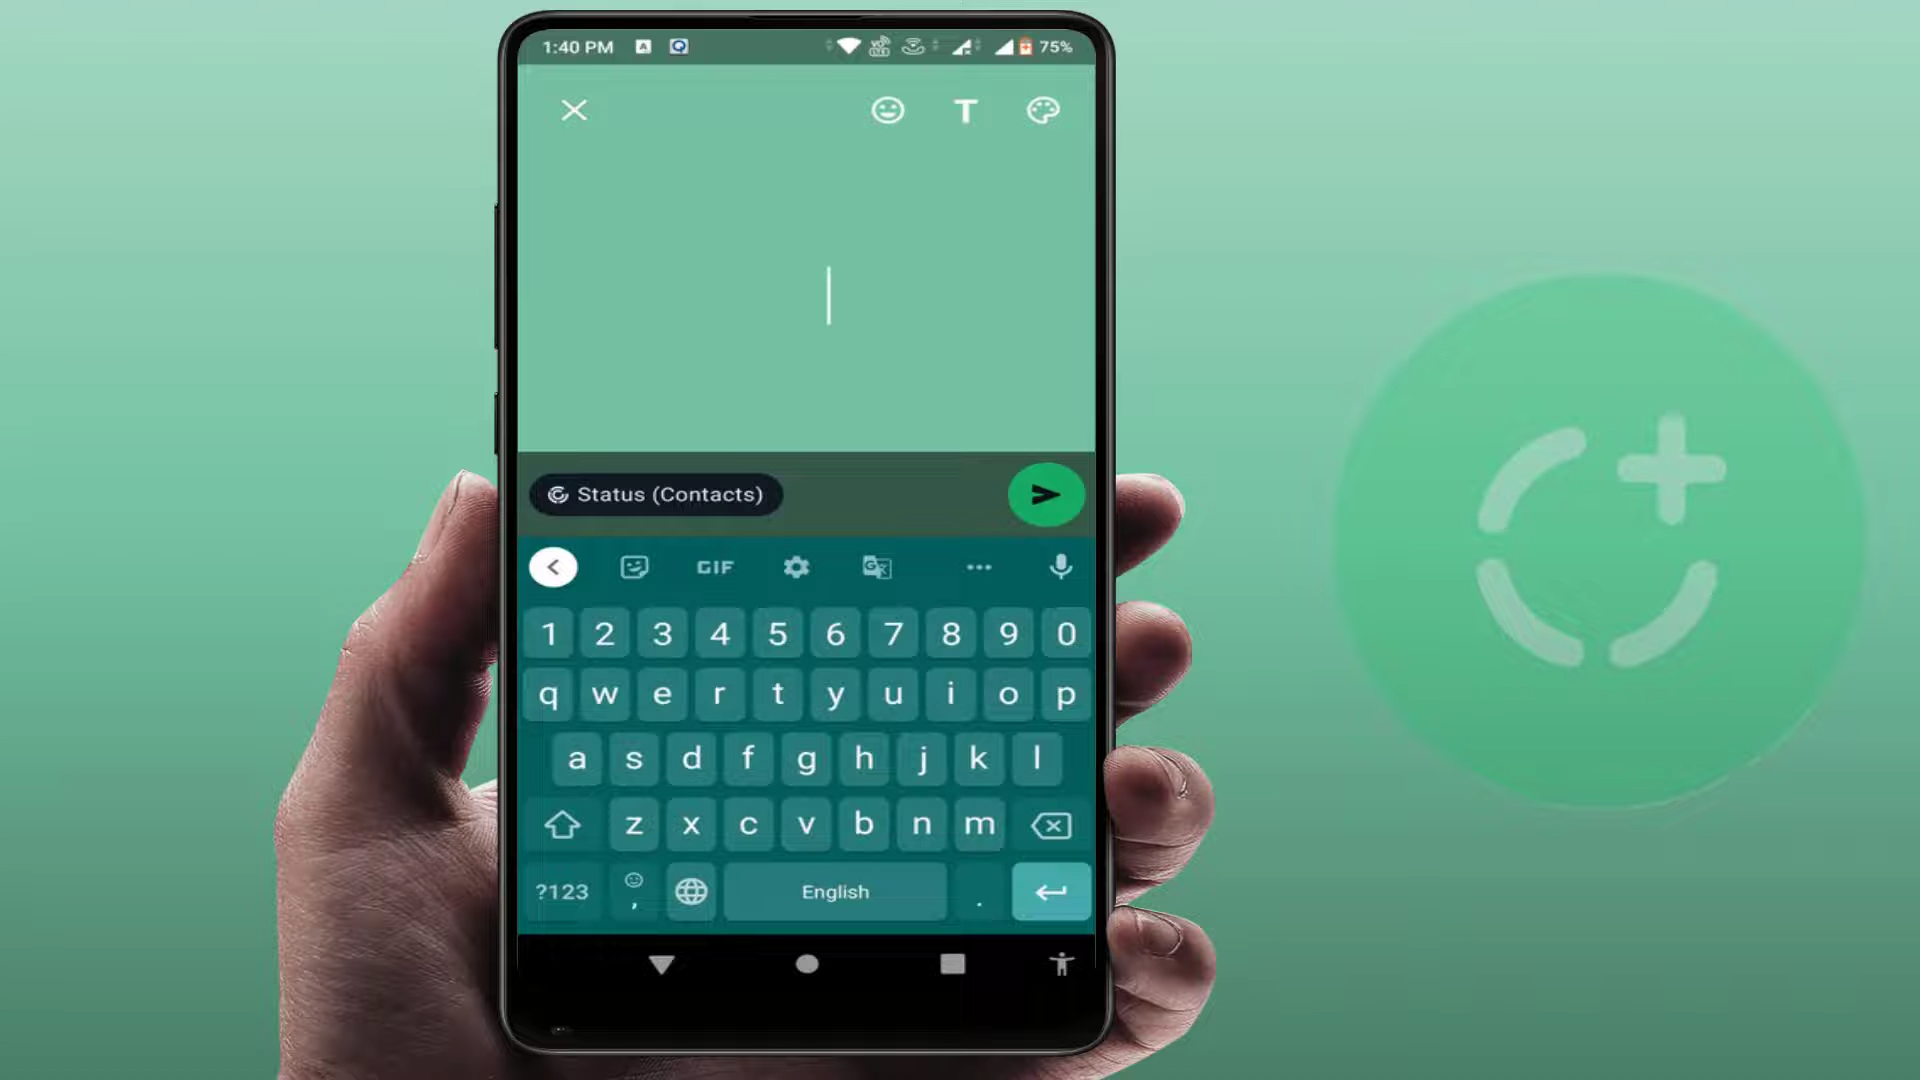 1:40 PM A 75%
T
Status (Contacts)
GIF
1 2 3 4 5 6 7 8 9 0
q w e r t y u i o p
a s d f g h j k l
z x c v b n m
?123 , English .